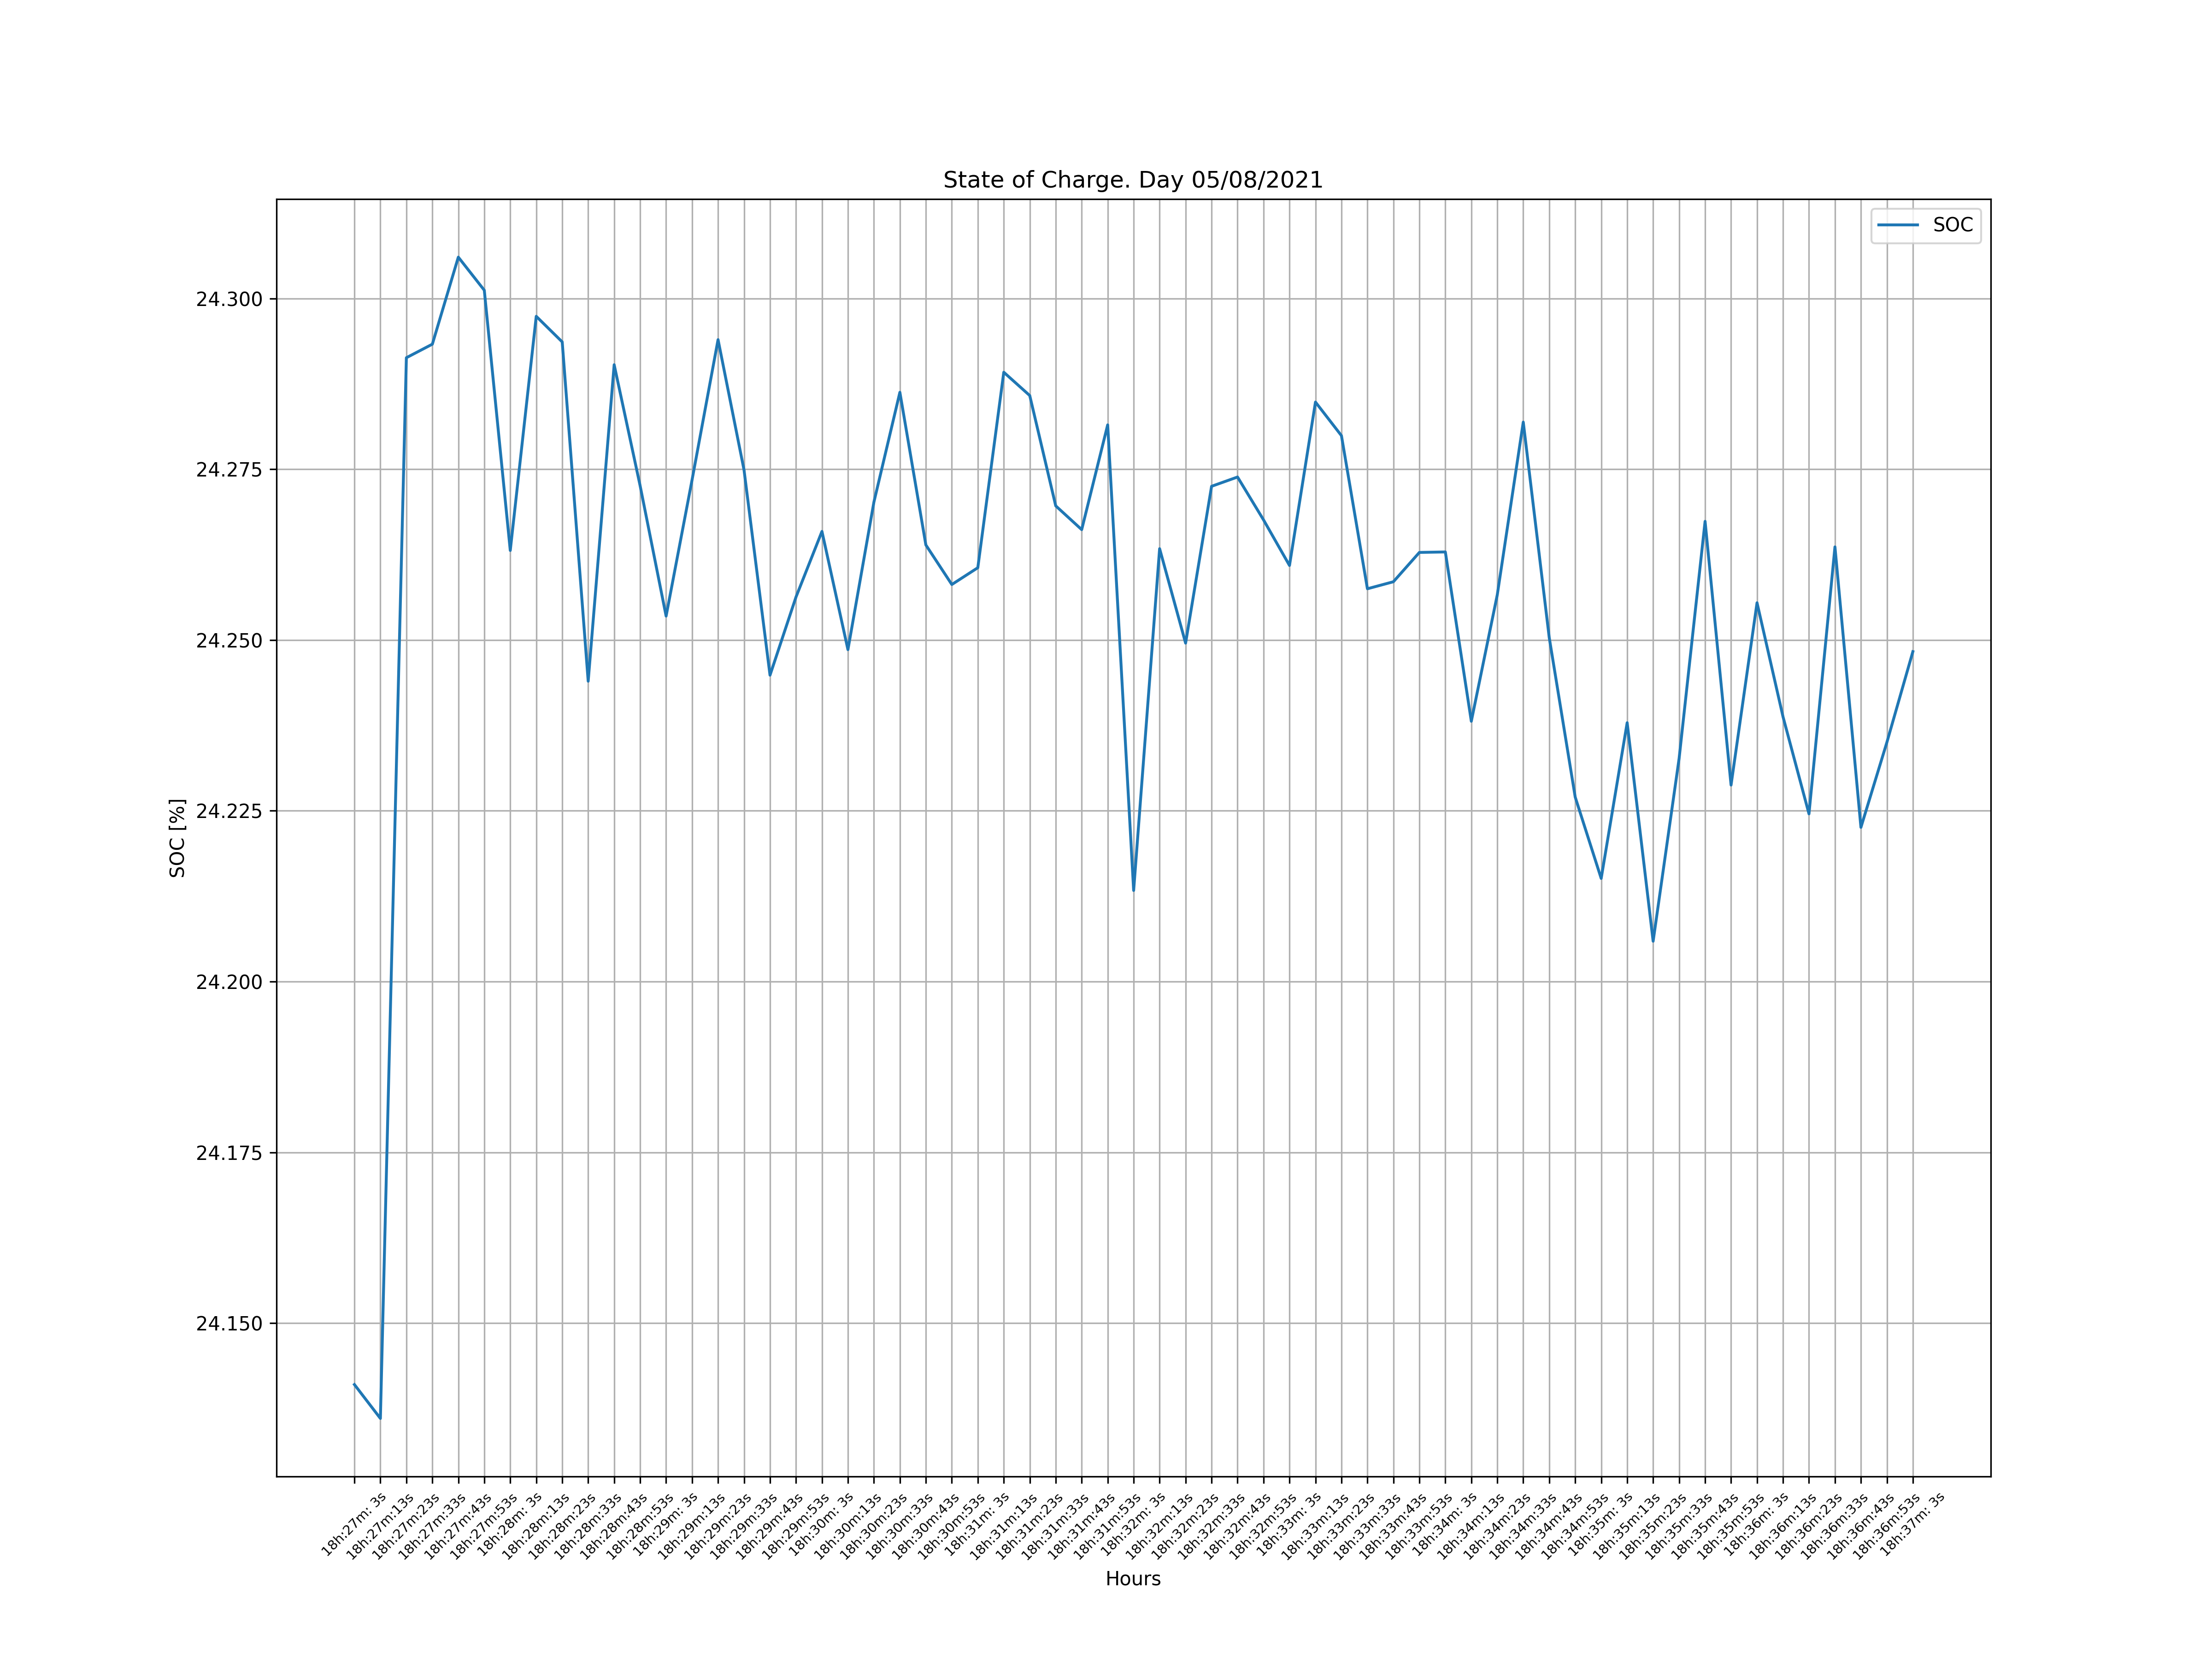 State of Charge. Day 05/08/2021
SOC
24.300
24.275
24.250
24.225
24.200
24.175
24.150
SOC [%]
18h:27m: 3s
18h:27m:13s
18h:27m:23s
18h:27m:33s
18h:27m:43s
18h:27m:53s
18h:28m: 3s
18h:28m:13s
18h:28m:23s
18h:28m:33s
18h:28m:43s
18h:28m:53s
18h:29m: 3s
18h:29m:13s
18h:29m:23s
18h:29m:33s
18h:29m:43s
18h:29m:53s
18h:30m: 3s
18h:30m:13s
18h:30m:23s
18h:30m:33s
18h:30m:43s
18h:30m:53s
18h:31m: 3s
18h:31m:13s
18h:31m:23s
18h:31m:33s
18h:31m:43s
18h:31m:53s
18h:32m: 3s
18h:32m:13s
18h:32m:23s
18h:32m:33s
18h:32m:43s
18h:32m:53s
18h:33m: 3s
18h:33m:13s
18h:33m:23s
18h:33m:33s
18h:33m:43s
18h:33m:53s
18h:34m: 3s
18h:34m:13s
18h:34m:23s
18h:34m:33s
18h:34m:43s
18h:34m:53s
18h:35m: 3s
18h:35m:13s
18h:35m:23s
18h:35m:33s
18h:35m:43s
18h:35m:53s
18h:36m: 3s
18h:36m:13s
18h:36m:23s
18h:36m:33s
18h:36m:43s
18h:36m:53s
18h:37m: 3s
Hours